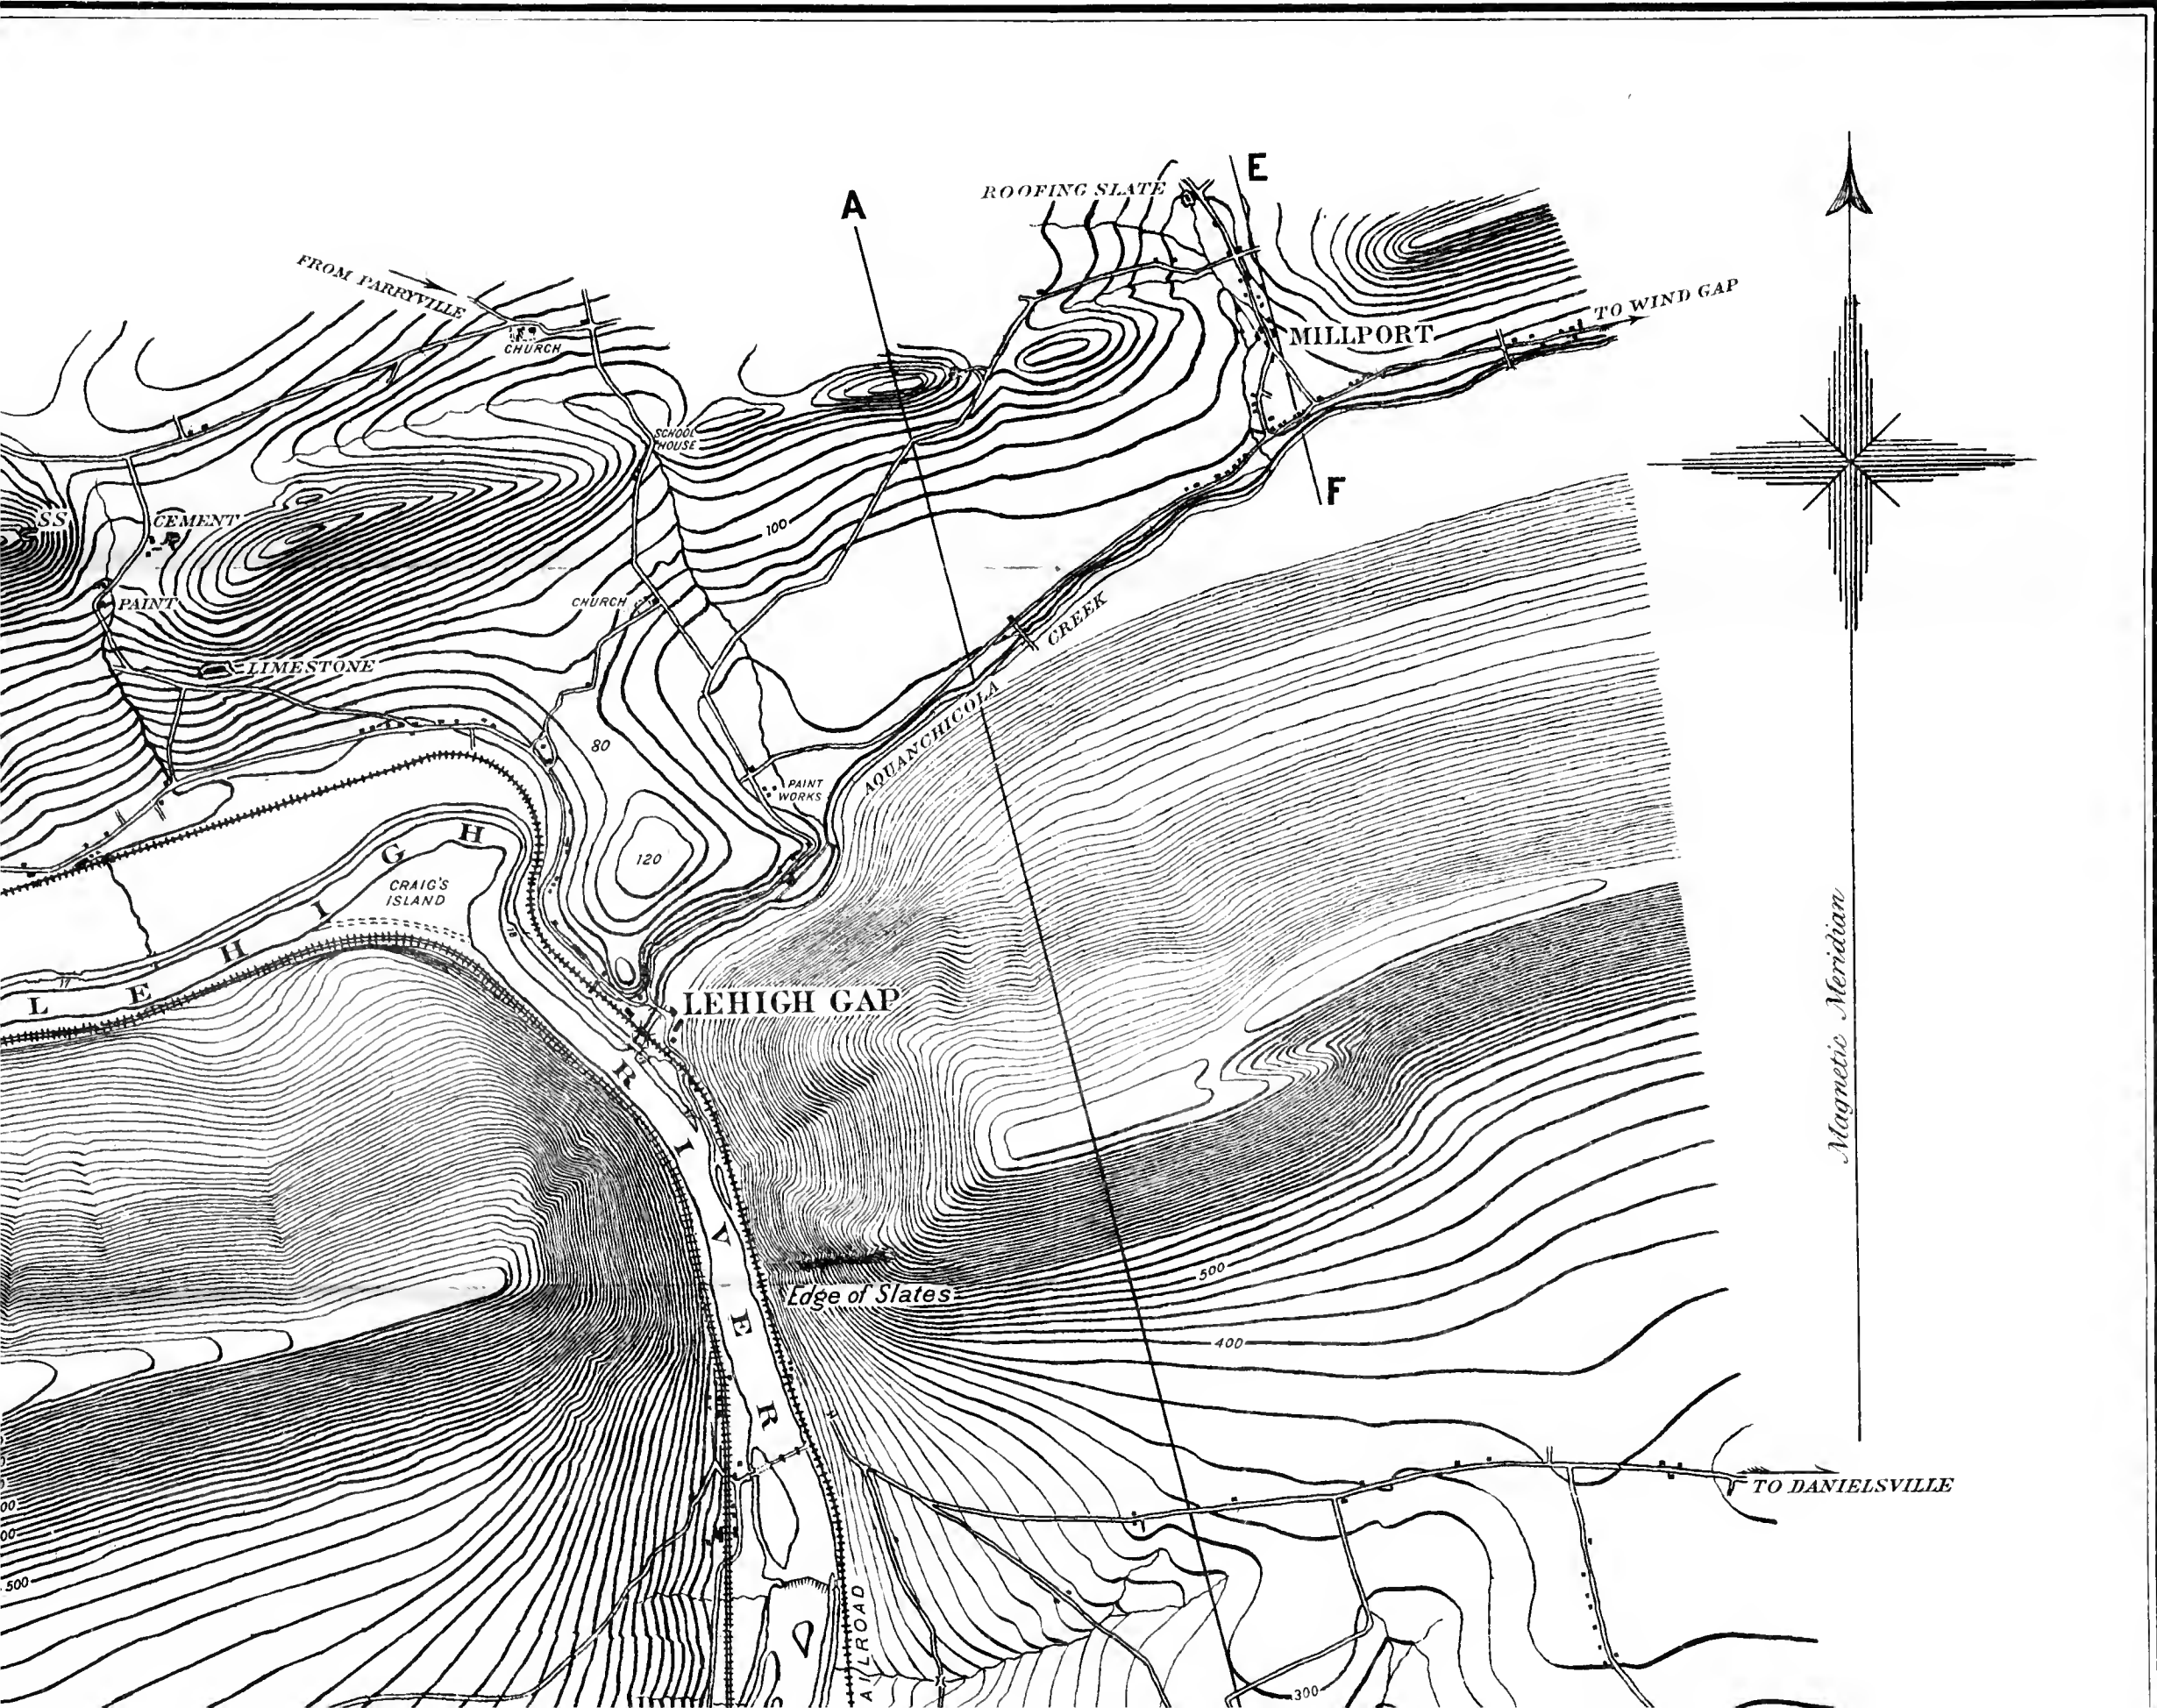 E
A
ROOFING SLATE
FROM PARRYVILLE
TO WIND GAP
MILLPORT
CHURCH
SCHOOL
HOUSE
F
SS
CEMENT
100
PAINT
CHURCH
CREEK
LIMESTONE
AQUANCHICOLA
80
PAINT
WORKS
120
CRAIG'S
ISLAND
LEHIGH RIVER
LEHIGH GAP
Magnetic Meridian
500
Edge of Slates
400
TO DANIELSVILLE
500
AILROAD
300